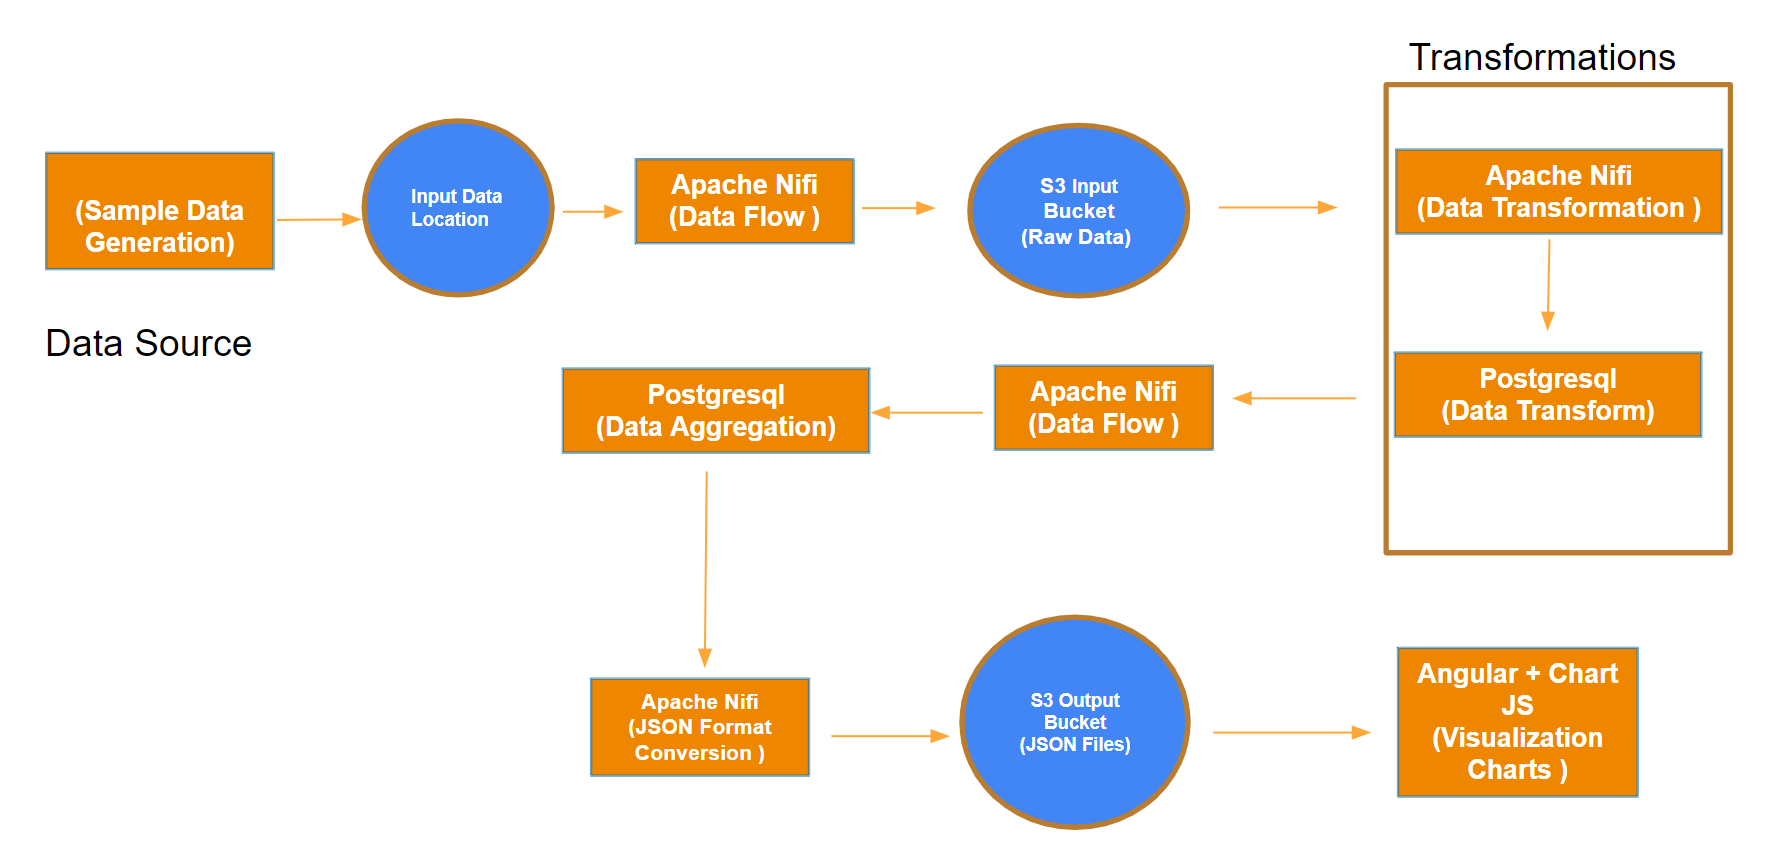 Transformations
(Sample Data
Generation)
Data Source
Input Data
Location
Apache Nifi
(Data Flow )
S3 Input
Bucket
(Raw Data)
Apache Nifi
(Data Transformation )
Postgresql
(Data Transform)
Apache Nifi
(Data Flow )
Postgresql
(Data Aggregation)
Apache Nifi
(JSON Format
Conversion )
S3 Output
Bucket
(JSON Files)
Angular + Chart
JS
(Visualization
Charts )